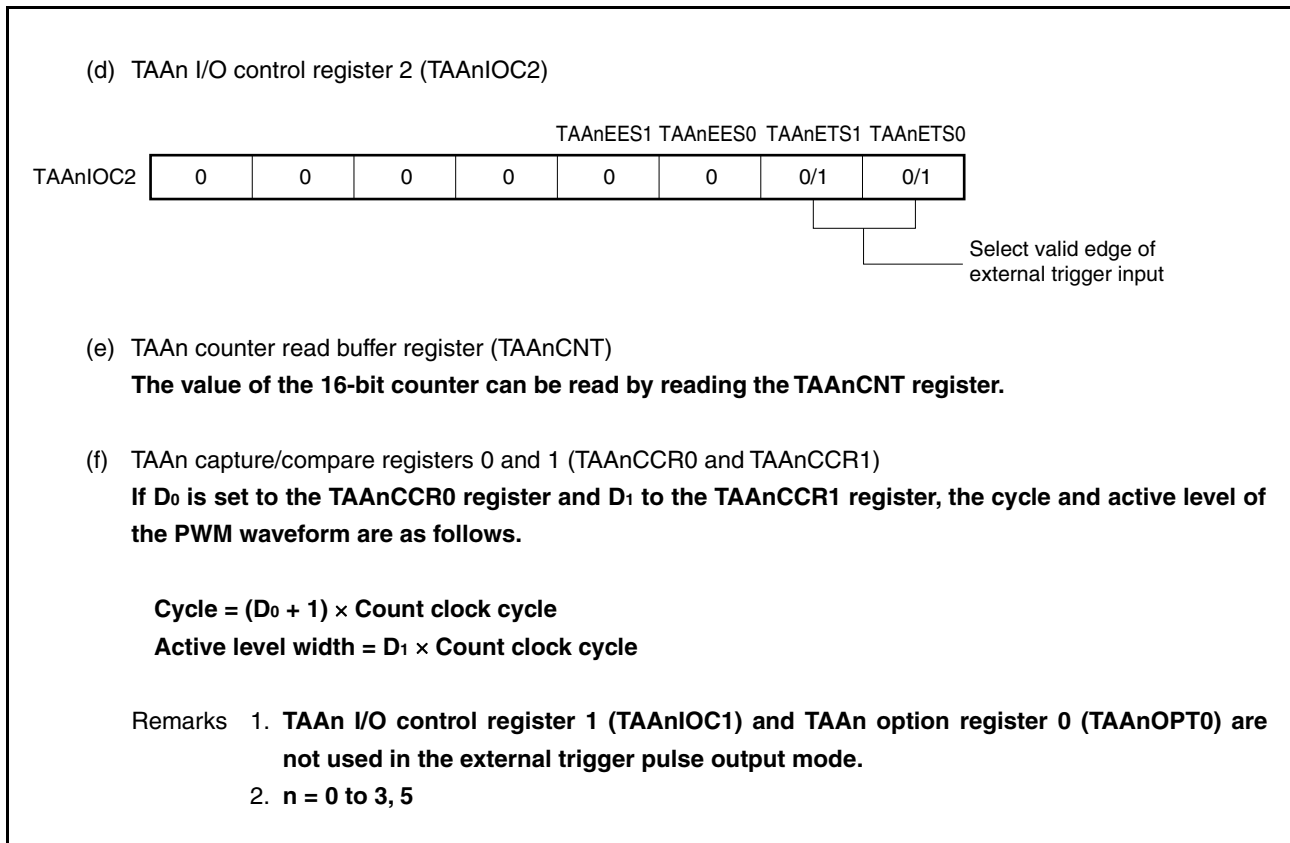 (d) TAAn I/O control register 2 (TAAnIOC2)
TAAnEES1 TAAnEES0 TAAnETS1 TAAnETS0
TAAnIOC2 0 0 0 0 0 0 0/1 0/1
Select valid edge of
external trigger input
(e) TAAn counter read buffer register (TAAnCNT)
The value of the 16-bit counter can be read by reading the TAAnCNT register.
(f) TAAn capture/compare registers 0 and 1 (TAAnCCR0 and TAAnCCR1)
If D0 is set to the TAAnCCR0 register and D1 to the TAAnCCR1 register, the cycle and active level of
the PWM waveform are as follows.
Cycle = (D0 + 1) × Count clock cycle
Active level width = D1 × Count clock cycle
Remarks 1. TAAn I/O control register 1 (TAAnIOC1) and TAAn option register 0 (TAAnOPT0) are
not used in the external trigger pulse output mode.
2. n = 0 to 3, 5